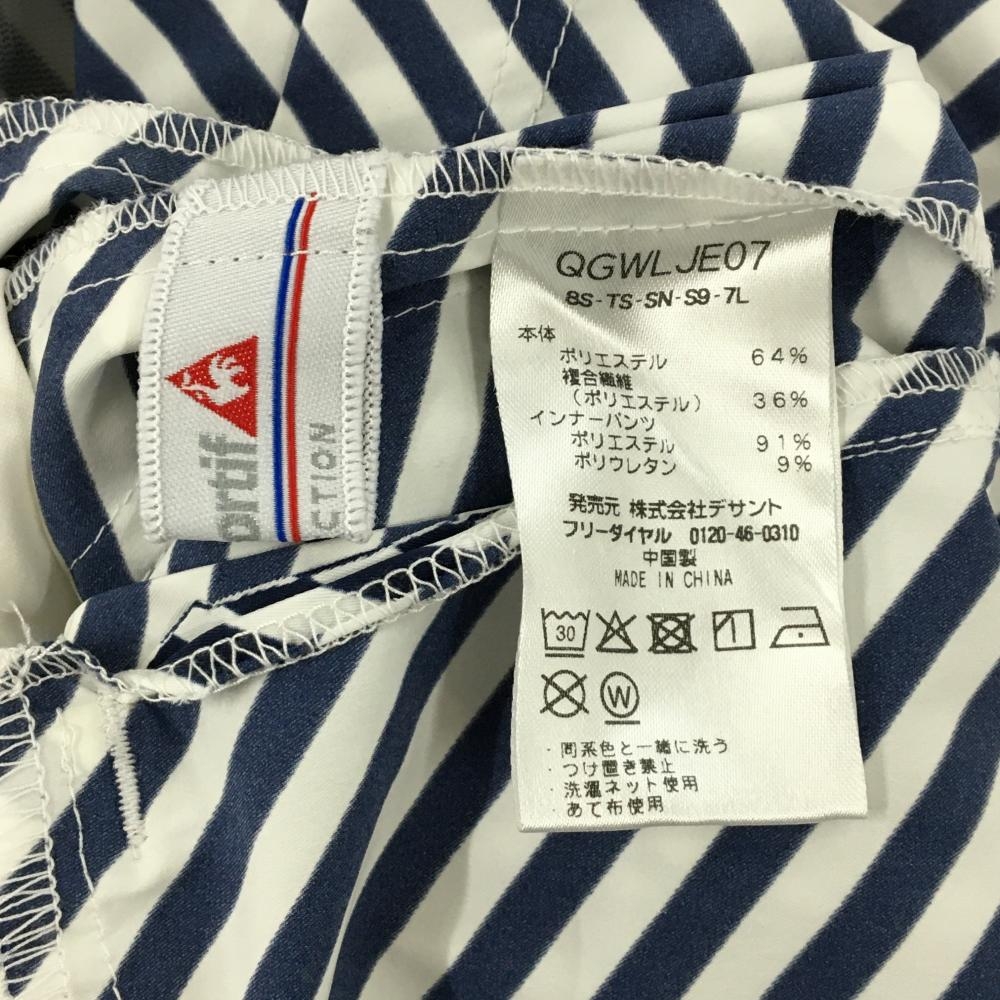 QGWLJE07
8S-TS-SN-S9-7L
本体
ポリエステル 64%
複合繊維
(ポリエステル) 36%
インナーパンツ
ポリエステル 91%
ポリウレタン 9%
発売元 株式会社デサント
フリーダイヤル 0120-46-0310
中国製
MADE IN CHINA
30
W
・同系色と一緒に洗う
・つけ置き禁止
・洗濯ネット使用
・あて布使用
ortif
CTION